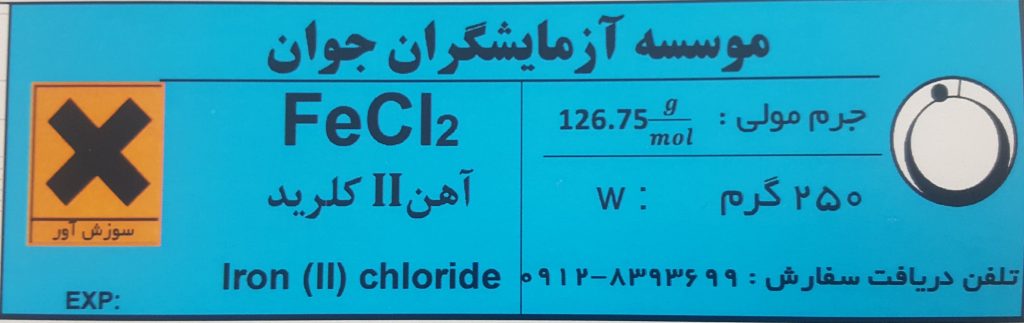 موسسه آزمایشگران جوان
FeCl2
آهن II کلرید
Iron (II) chloride
جرم مولی : 126.75 g/mol
W : ۲۵۰ گرم
تلفن دریافت سفارش : ۰۹۱۲-۸۳۹۳۶۹۹
سوزش آور
EXP: